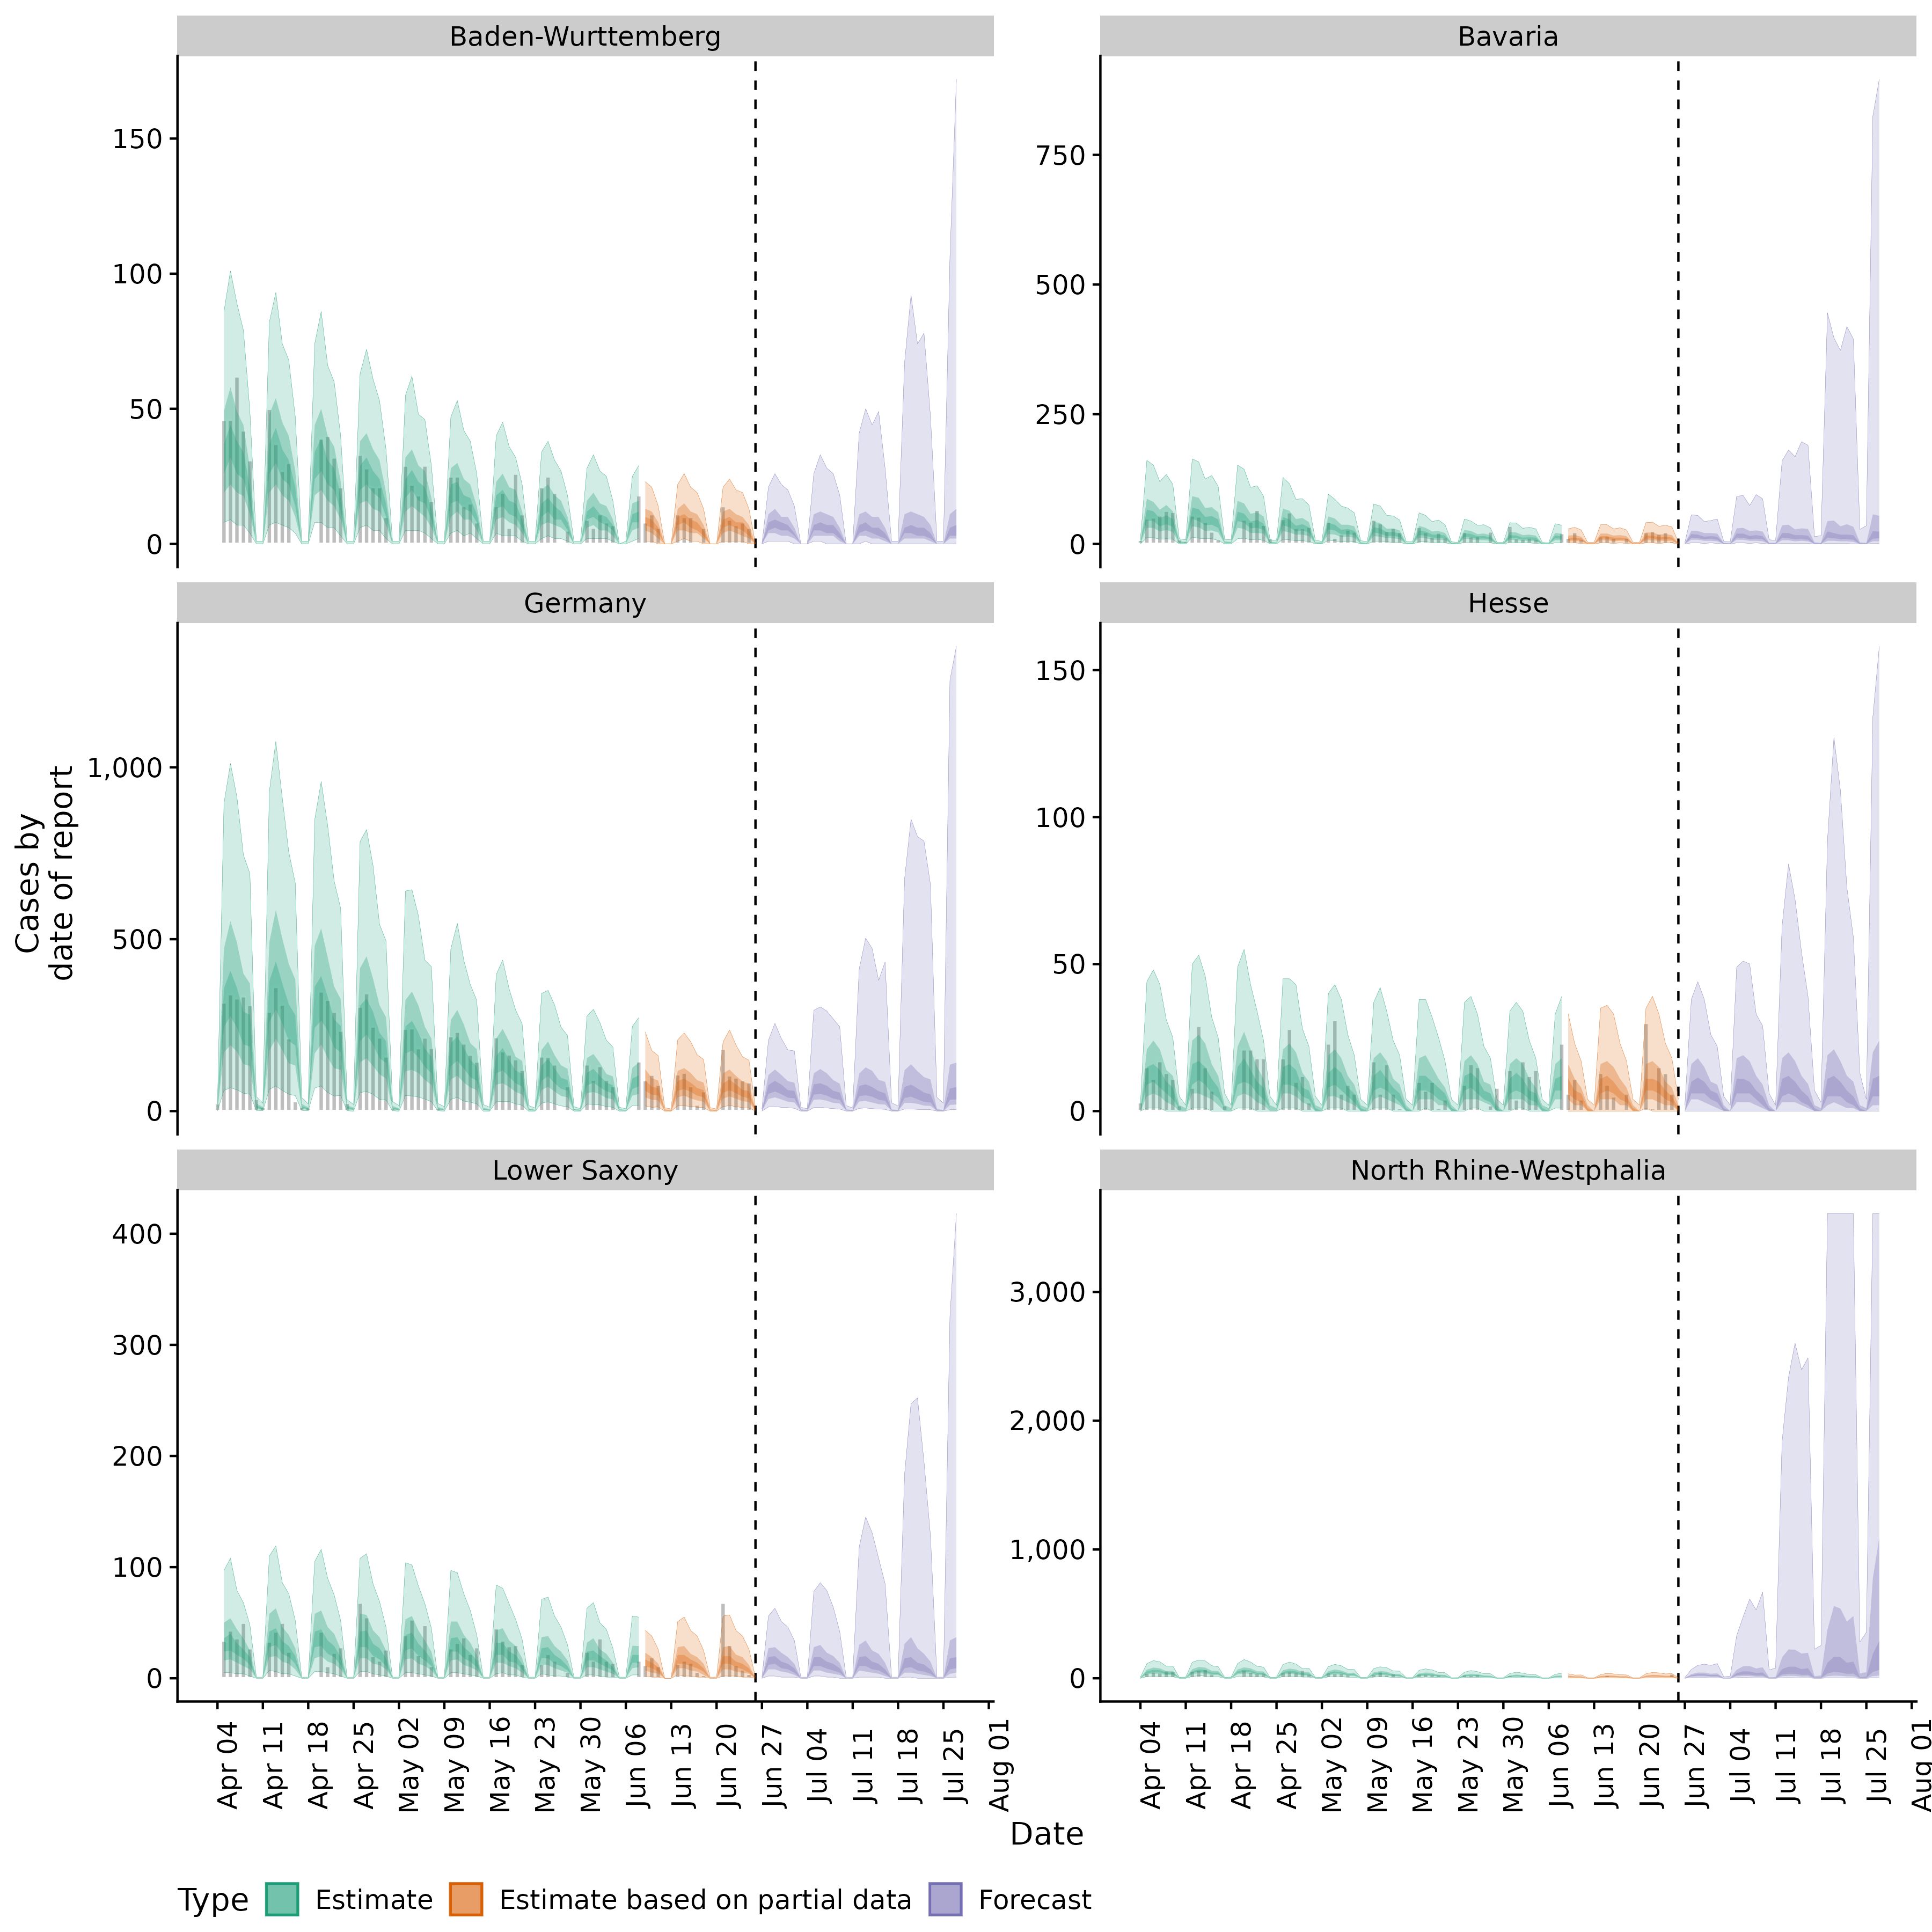 Baden-Wurttemberg
Bavaria
150
100
50
0
750
500
250
0
Germany
Hesse
1,000
500
0
150
100
50
0
Lower Saxony
North Rhine-Westphalia
400
300
200
100
0
3,000
2,000
1,000
0
Cases by
date of report
Apr 04
Apr 11
Apr 18
Apr 25
May 02
May 09
May 16
May 23
May 30
Jun 06
Jun 13
Jun 20
Jun 27
Jul 04
Jul 11
Jul 18
Jul 25
Aug 01
Apr 04
Apr 11
Apr 18
Apr 25
May 02
May 09
May 16
May 23
May 30
Jun 06
Jun 13
Jun 20
Jun 27
Jul 04
Jul 11
Jul 18
Jul 25
Aug 01
Date
Type
Estimate
Estimate based on partial data
Forecast